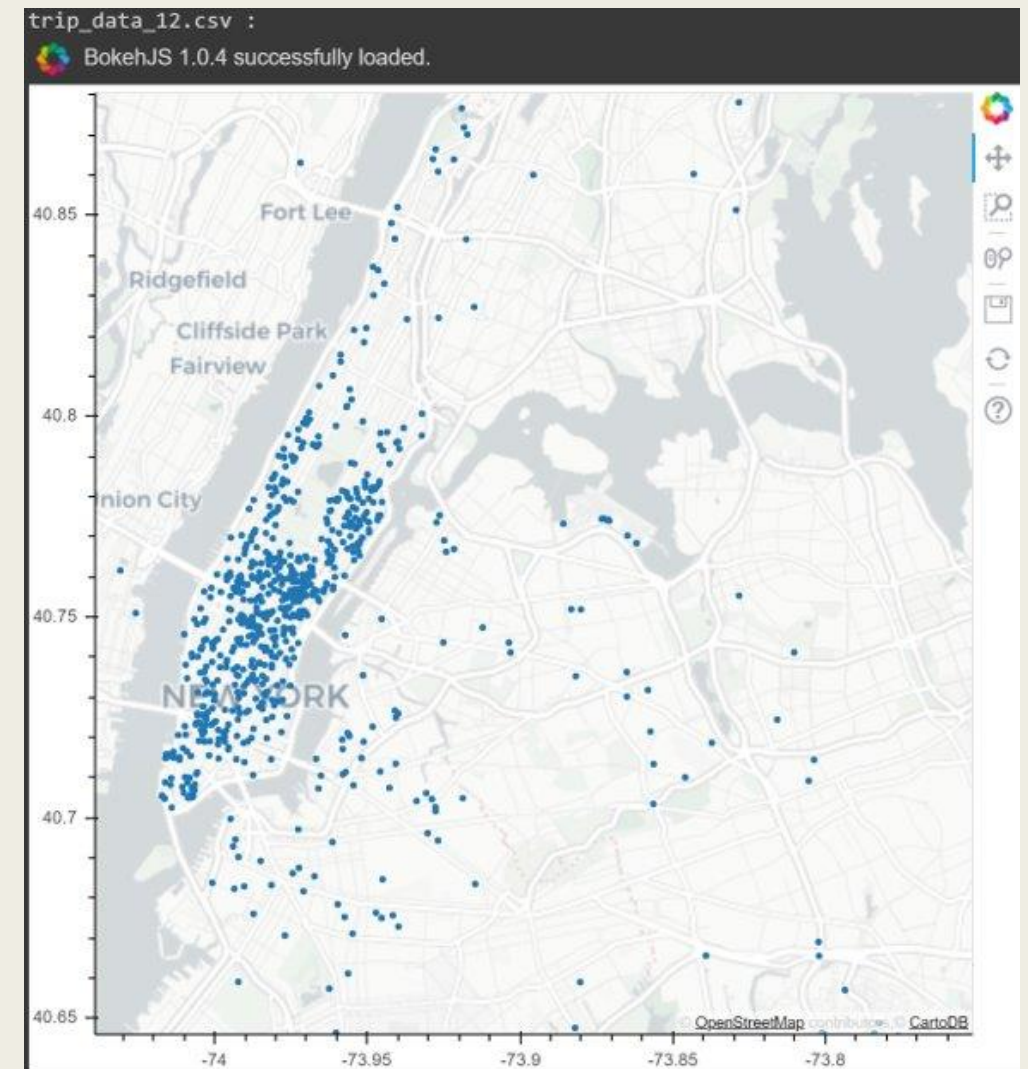 trip_data_12.csv :
BokehJS 1.0.4 successfully loaded.
40.85
Fort Lee
Ridgefield
Cliffside Park
Fairview
40.8
nion City
40.75
NEW YORK
40.7
40.65
© OpenStreetMap contributors, © CartoDB
-74
-73.95
-73.9
-73.85
-73.8